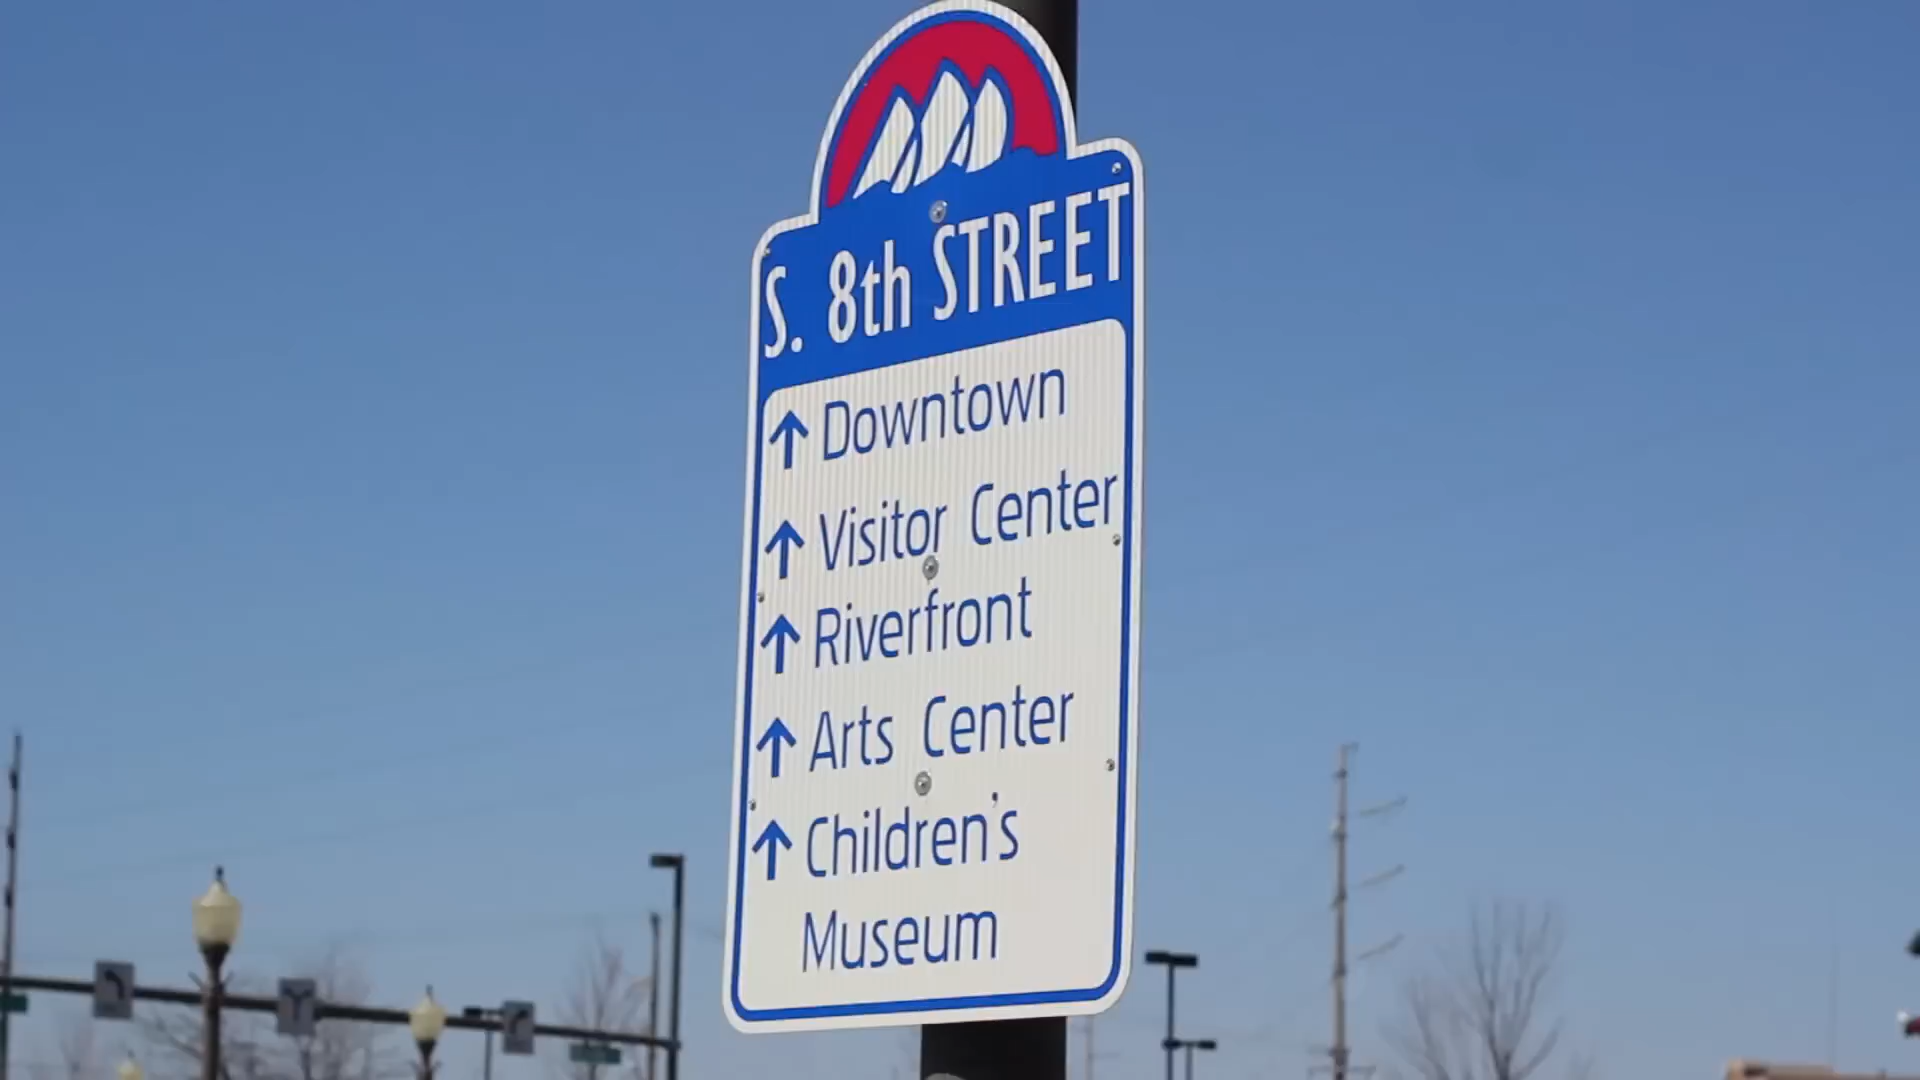 S. 8th STREET
↑ Downtown
↑ Visitor Center
↑ Riverfront
↑ Arts Center
↑ Children's
Museum